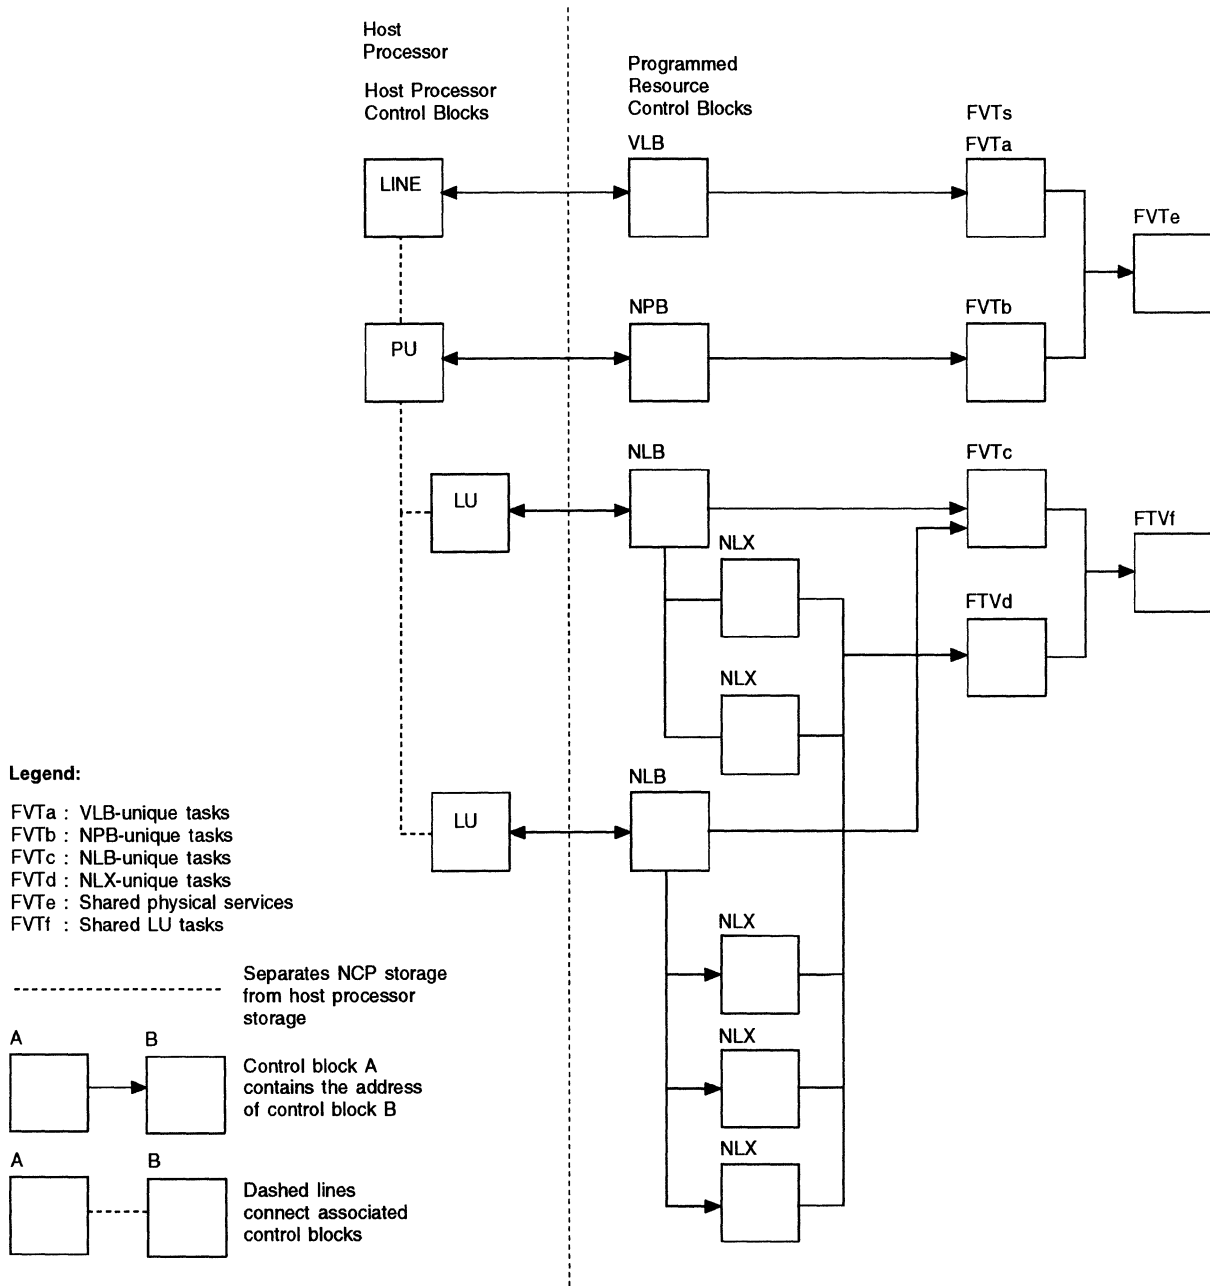 Host
Processor
Host Processor
Control Blocks
Programmed
Resource
Control Blocks
FVTs
VLB
FVTa
LINE
FVTe
NPB
FVTb
PU
NLB
FVTc
LU
FTVf
NLX
FTVd
NLX
NLB
LU
NLX
NLX
NLX
Legend:
FVTa : VLB-unique tasks
FVTb : NPB-unique tasks
FVTc : NLB-unique tasks
FVTd : NLX-unique tasks
FVTe : Shared physical services
FVTf : Shared LU tasks
Separates NCP storage
from host processor
storage
A
B
Control block A
contains the address
of control block B
A
B
Dashed lines
connect associated
control blocks